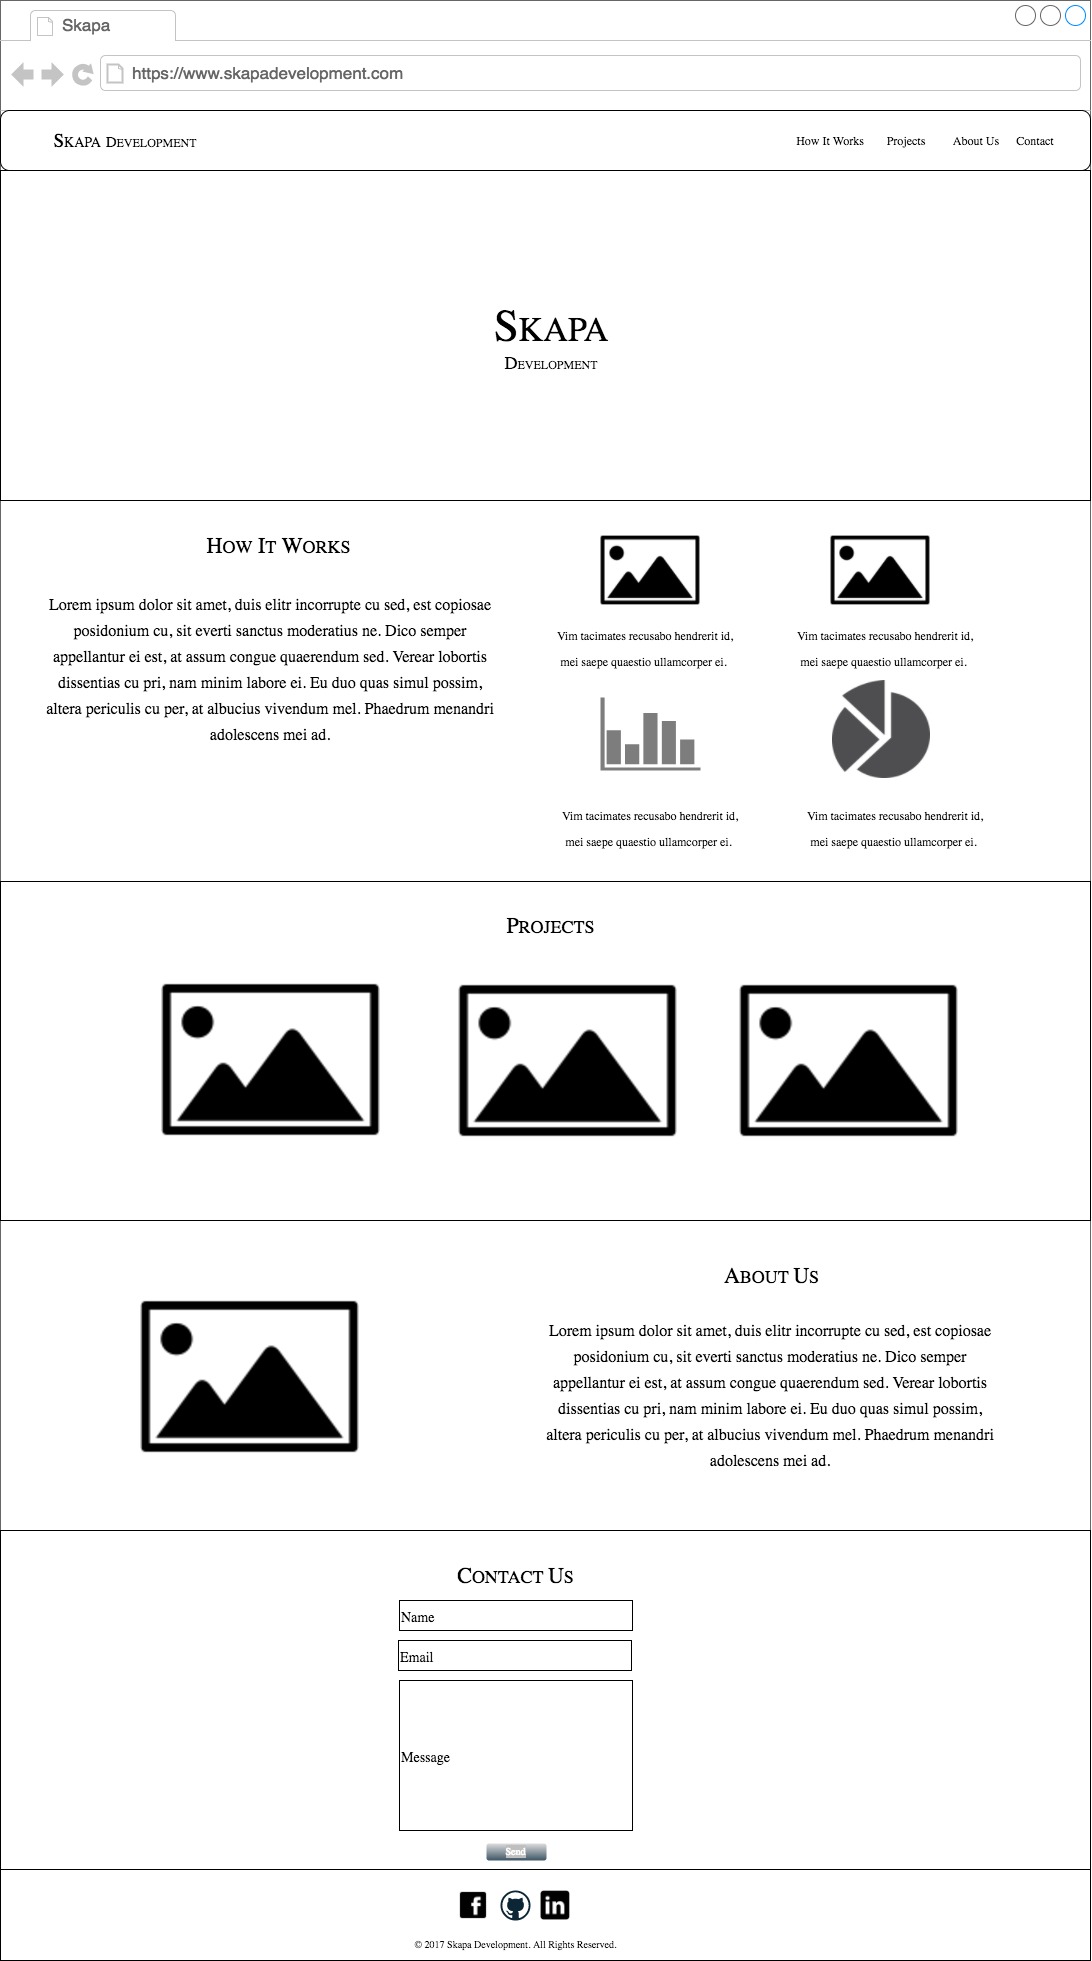 Skapa
https://www.skapadevelopment.com
Skapa Development
How It Works Projects About Us Contact
Skapa
Development
How It Works
Lorem ipsum dolor sit amet, duis elitr incorrupte cu sed, est copiosae
posidonium cu, sit everti sanctus moderatius ne. Dico semper
appellantur ei est, at assum congue quaerendum sed. Verear lobortis
dissentias cu pri, nam minim labore ei. Eu duo quas simul possim,
altera periculis cu per, at albucius vivendum mel. Phaedrum menandri
adolescens mei ad.
Vim tacimates recusabo hendrerit id,
mei saepe quaestio ullamcorper ei.
Vim tacimates recusabo hendrerit id,
mei saepe quaestio ullamcorper ei.
Vim tacimates recusabo hendrerit id,
mei saepe quaestio ullamcorper ei.
Vim tacimates recusabo hendrerit id,
mei saepe quaestio ullamcorper ei.
Projects
About Us
Lorem ipsum dolor sit amet, duis elitr incorrupte cu sed, est copiosae
posidonium cu, sit everti sanctus moderatius ne. Dico semper
appellantur ei est, at assum congue quaerendum sed. Verear lobortis
dissentias cu pri, nam minim labore ei. Eu duo quas simul possim,
altera periculis cu per, at albucius vivendum mel. Phaedrum menandri
adolescens mei ad.
Contact Us
Name
Email
Message
Send
f in
© 2017 Skapa Development. All Rights Reserved.